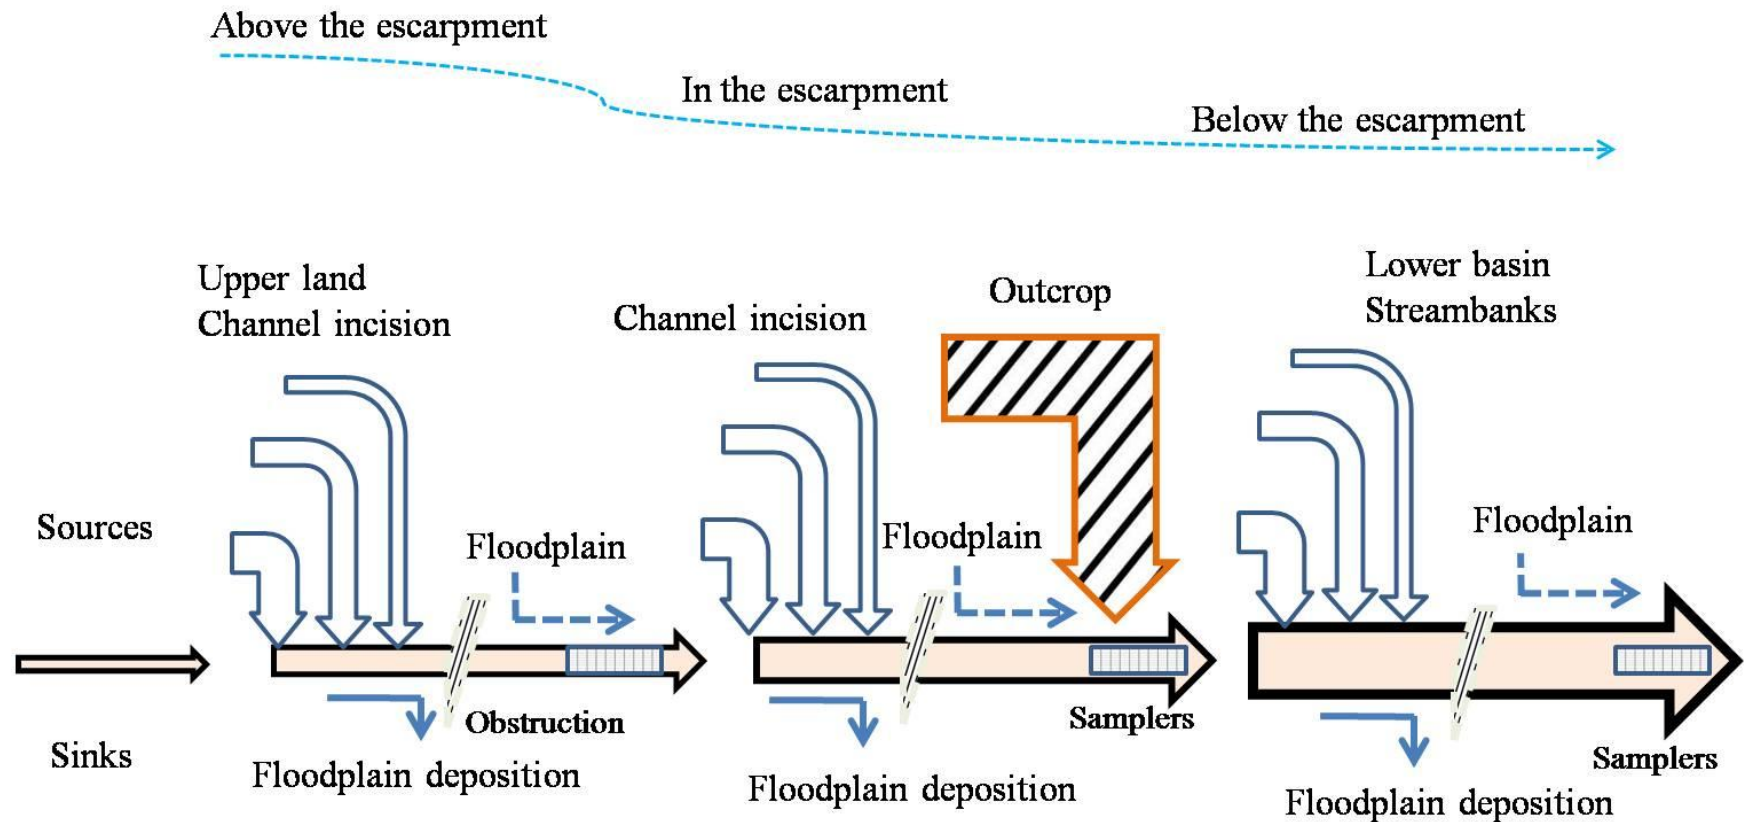 Above the escarpment
In the escarpment
Below the escarpment
Upper land
Channel incision
Channel incision
Outcrop
Lower basin
Streambanks
Sources
Floodplain
Floodplain
Floodplain
Obstruction
Samplers
Samplers
Sinks
Floodplain deposition
Floodplain deposition
Floodplain deposition